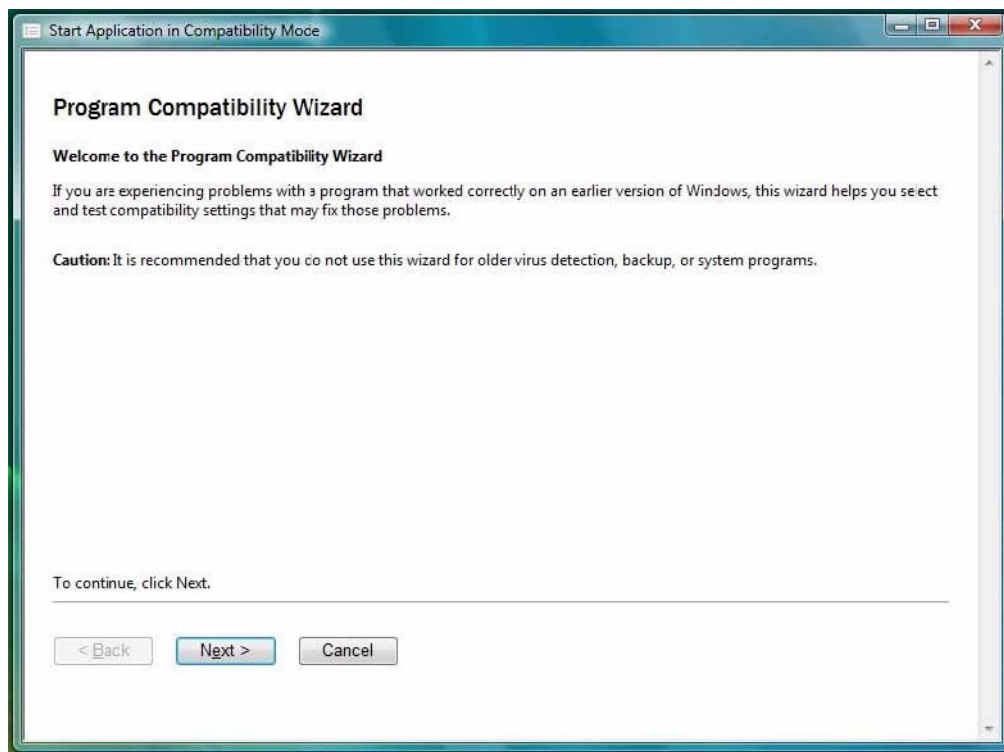 Start Application in Compatibility Mode
Program Compatibility Wizard
Welcome to the Program Compatibility Wizard
If you are experiencing problems with a program that worked correctly on an earlier version of Windows, this wizard helps you select
and test compatibility settings that may fix those problems.
Caution: It is recommended that you do not use this wizard for older virus detection, backup, or system programs.
To continue, click Next.
< Back Next > Cancel